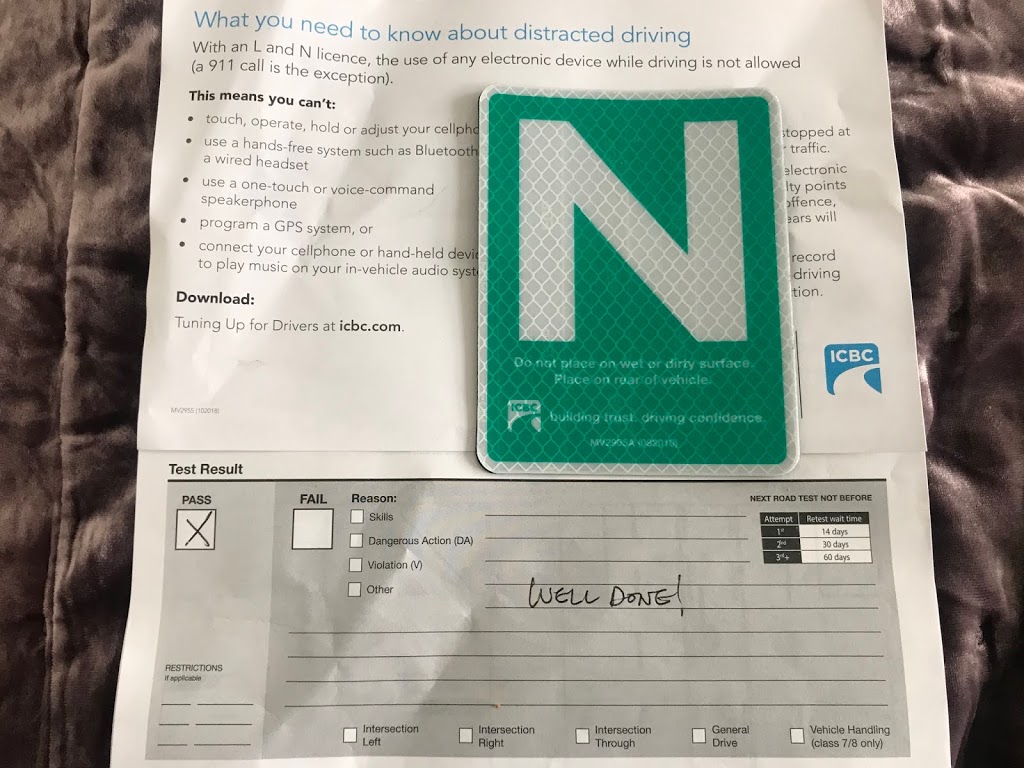 What you need to know about distracted driving
With an L and N licence, the use of any electronic device while driving is not allowed
(a 911 call is the exception).
This means you can't:
• touch, operate, hold or adjust your cellpho
• use a hands-free system such as Bluetooth
a wired headset
• use a one-touch or voice-command
speakerphone
• program a GPS system, or
• connect your cellphone or hand-held devic
to play music on your in-vehicle audio syst
Download:
Tuning Up for Drivers at icbc.com.
MV2955 (102018)
stopped at
traffic.
electronic
lty points
offence,
ears will
record
driving
tion.
ICBC
N
Do not place on wet or dirty surface.
Place on rear of vehicle.
ICBC building trust. driving confidence.
Test Result
PASS
X
FAIL
Reason:
Skills
Dangerous Action (DA)
Violation (V)
Other
WELL DONE!
NEXT ROAD TEST NOT BEFORE
Attempt Retest wait time
1st 14 days
2nd 30 days
3rd+ 60 days
RESTRICTIONS
if applicable
Intersection
Left
Intersection
Right
Intersection
Through
General
Drive
Vehicle Handling
(class 7/8 only)